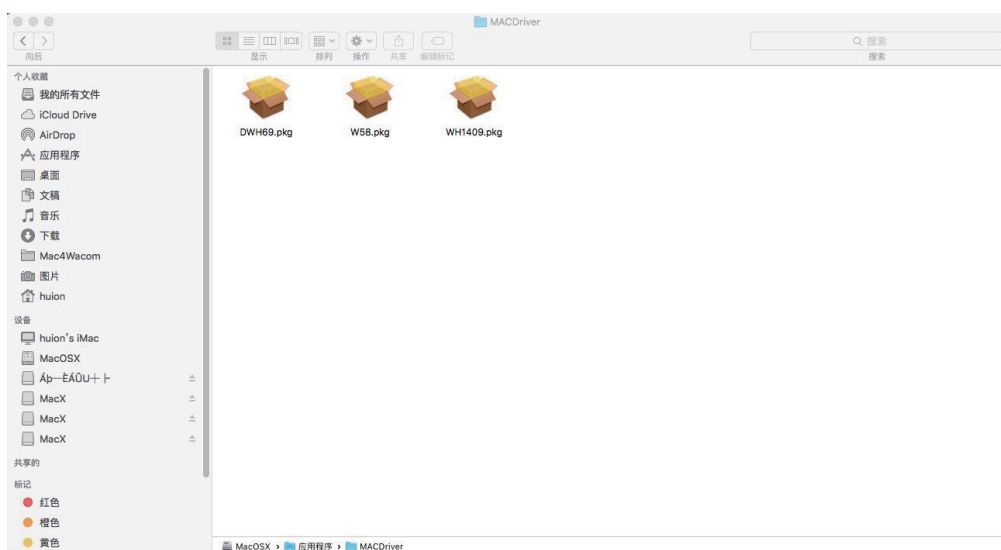 MACDriver
向后
显示
排列
操作
共享
编辑标记
搜索
搜索
个人收藏
我的所有文件
iCloud Drive
AirDrop
应用程序
桌面
文稿
音乐
下载
Mac4Wacom
图片
huion
设备
huion's iMac
MacOSX
MacX
MacX
MacX
共享的
标记
红色
橙色
黄色
DWH69.pkg
W58.pkg
WH1409.pkg
MacOSX › 应用程序 › MACDriver